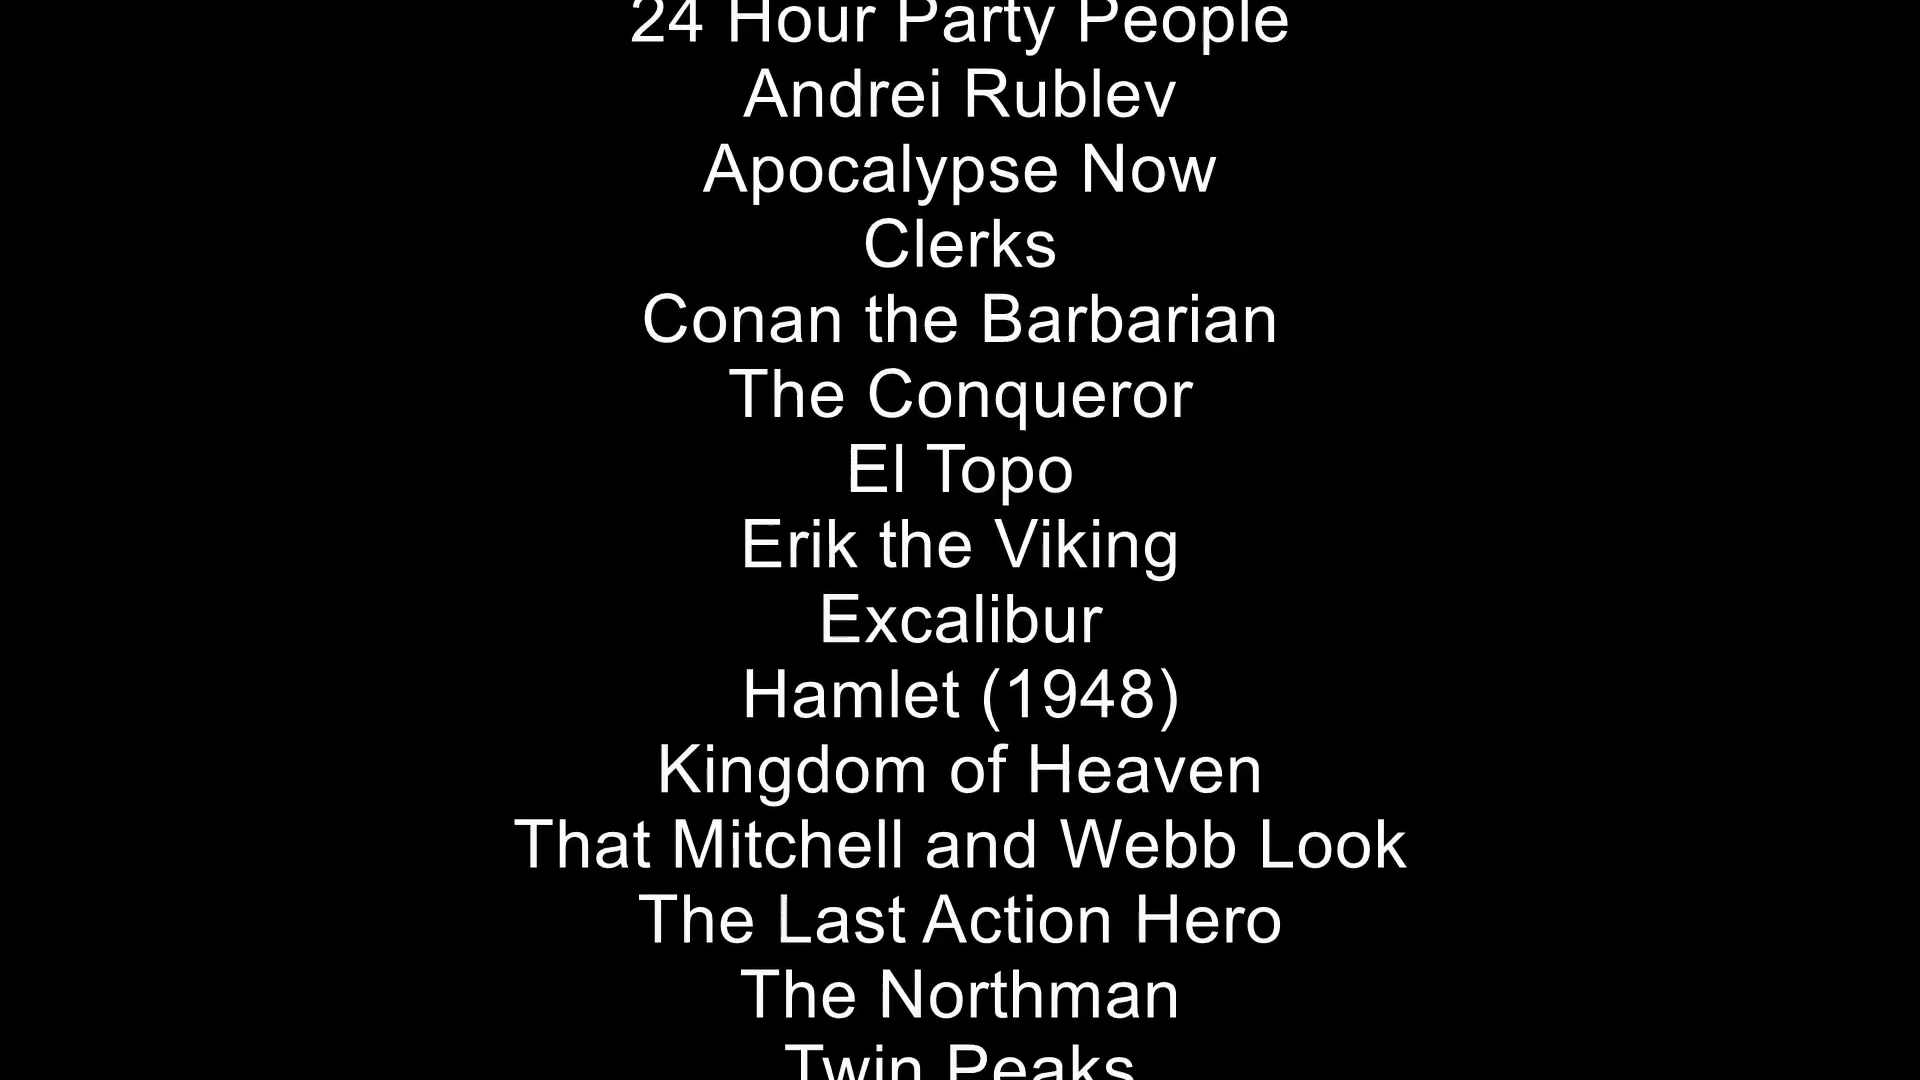 24 Hour Party People
Andrei Rublev
Apocalypse Now
Clerks
Conan the Barbarian
The Conqueror
El Topo
Erik the Viking
Excalibur
Hamlet (1948)
Kingdom of Heaven
That Mitchell and Webb Look
The Last Action Hero
The Northman
Twin Peaks